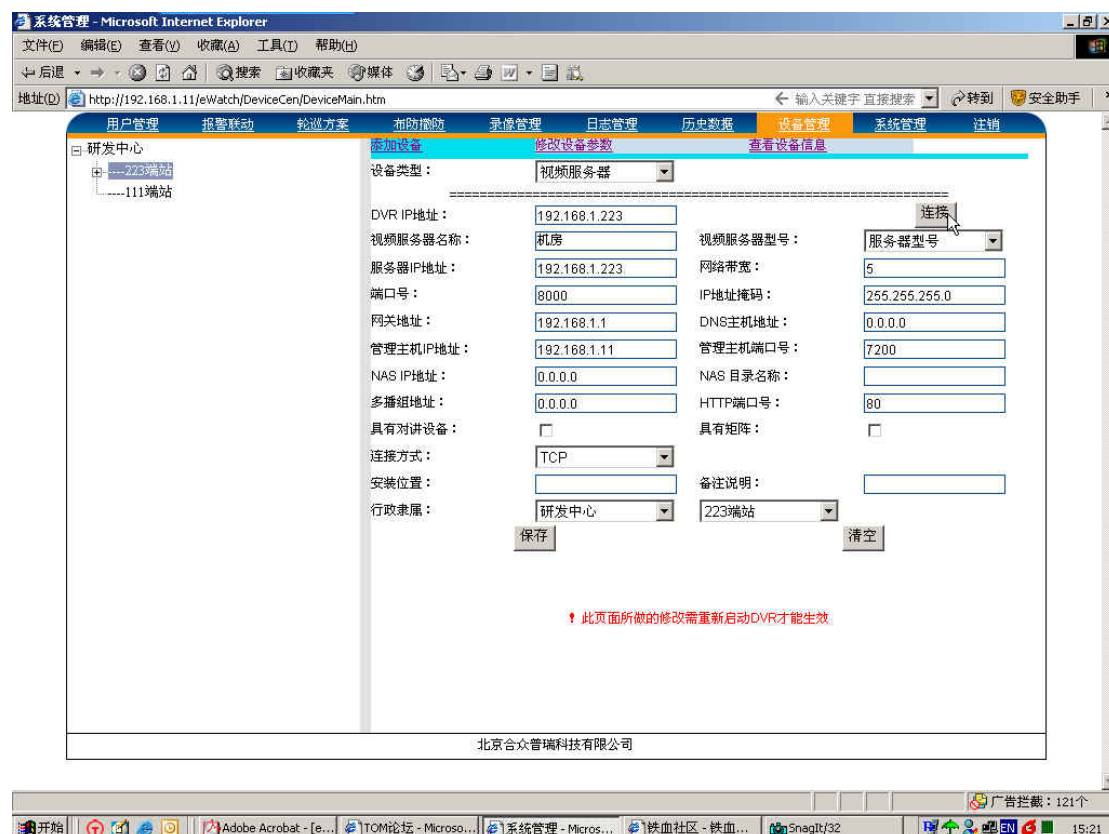 系统管理 - Microsoft Internet Explorer
文件(F) 编辑(E) 查看(V) 收藏(A) 工具(T) 帮助(H)
后退 搜索 收藏夹 媒体
地址(D) http://192.168.1.11/eWatch/DeviceCen/DeviceMain.htm 输入关键字 直接搜索 转到 安全助手
用户管理 报警联动 轮巡方案 布防撤防 录像管理 日志管理 历史数据 设备管理 系统管理 注销
研发中心
----223端站
----111端站
添加设备 修改设备参数 查看设备信息
设备类型： 视频服务器
==================================================================
DVR IP地址： 192.168.1.223 连接
视频服务器名称： 机房 视频服务器型号： 服务器型号
服务器IP地址： 192.168.1.223 网络带宽： 5
端口号： 8000 IP地址掩码： 255.255.255.0
网关地址： 192.168.1.1 DNS主机地址： 0.0.0.0
管理主机IP地址： 192.168.1.11 管理主机端口号： 7200
NAS IP地址： 0.0.0.0 NAS 目录名称：
多播组地址： 0.0.0.0 HTTP端口号： 80
具有对讲设备： 具有矩阵：
连接方式： TCP
安装位置： 备注说明：
行政隶属： 研发中心 223端站
保存 清空
! 此页面所做的修改需重新启动DVR才能生效
北京合众普瑞科技有限公司
广告拦截：121个
开始 Adobe Acrobat - [e... TOM论坛 - Microso... 系统管理 - Micros... 铁血社区 - 铁血... SnagIt/32 EN 15:21